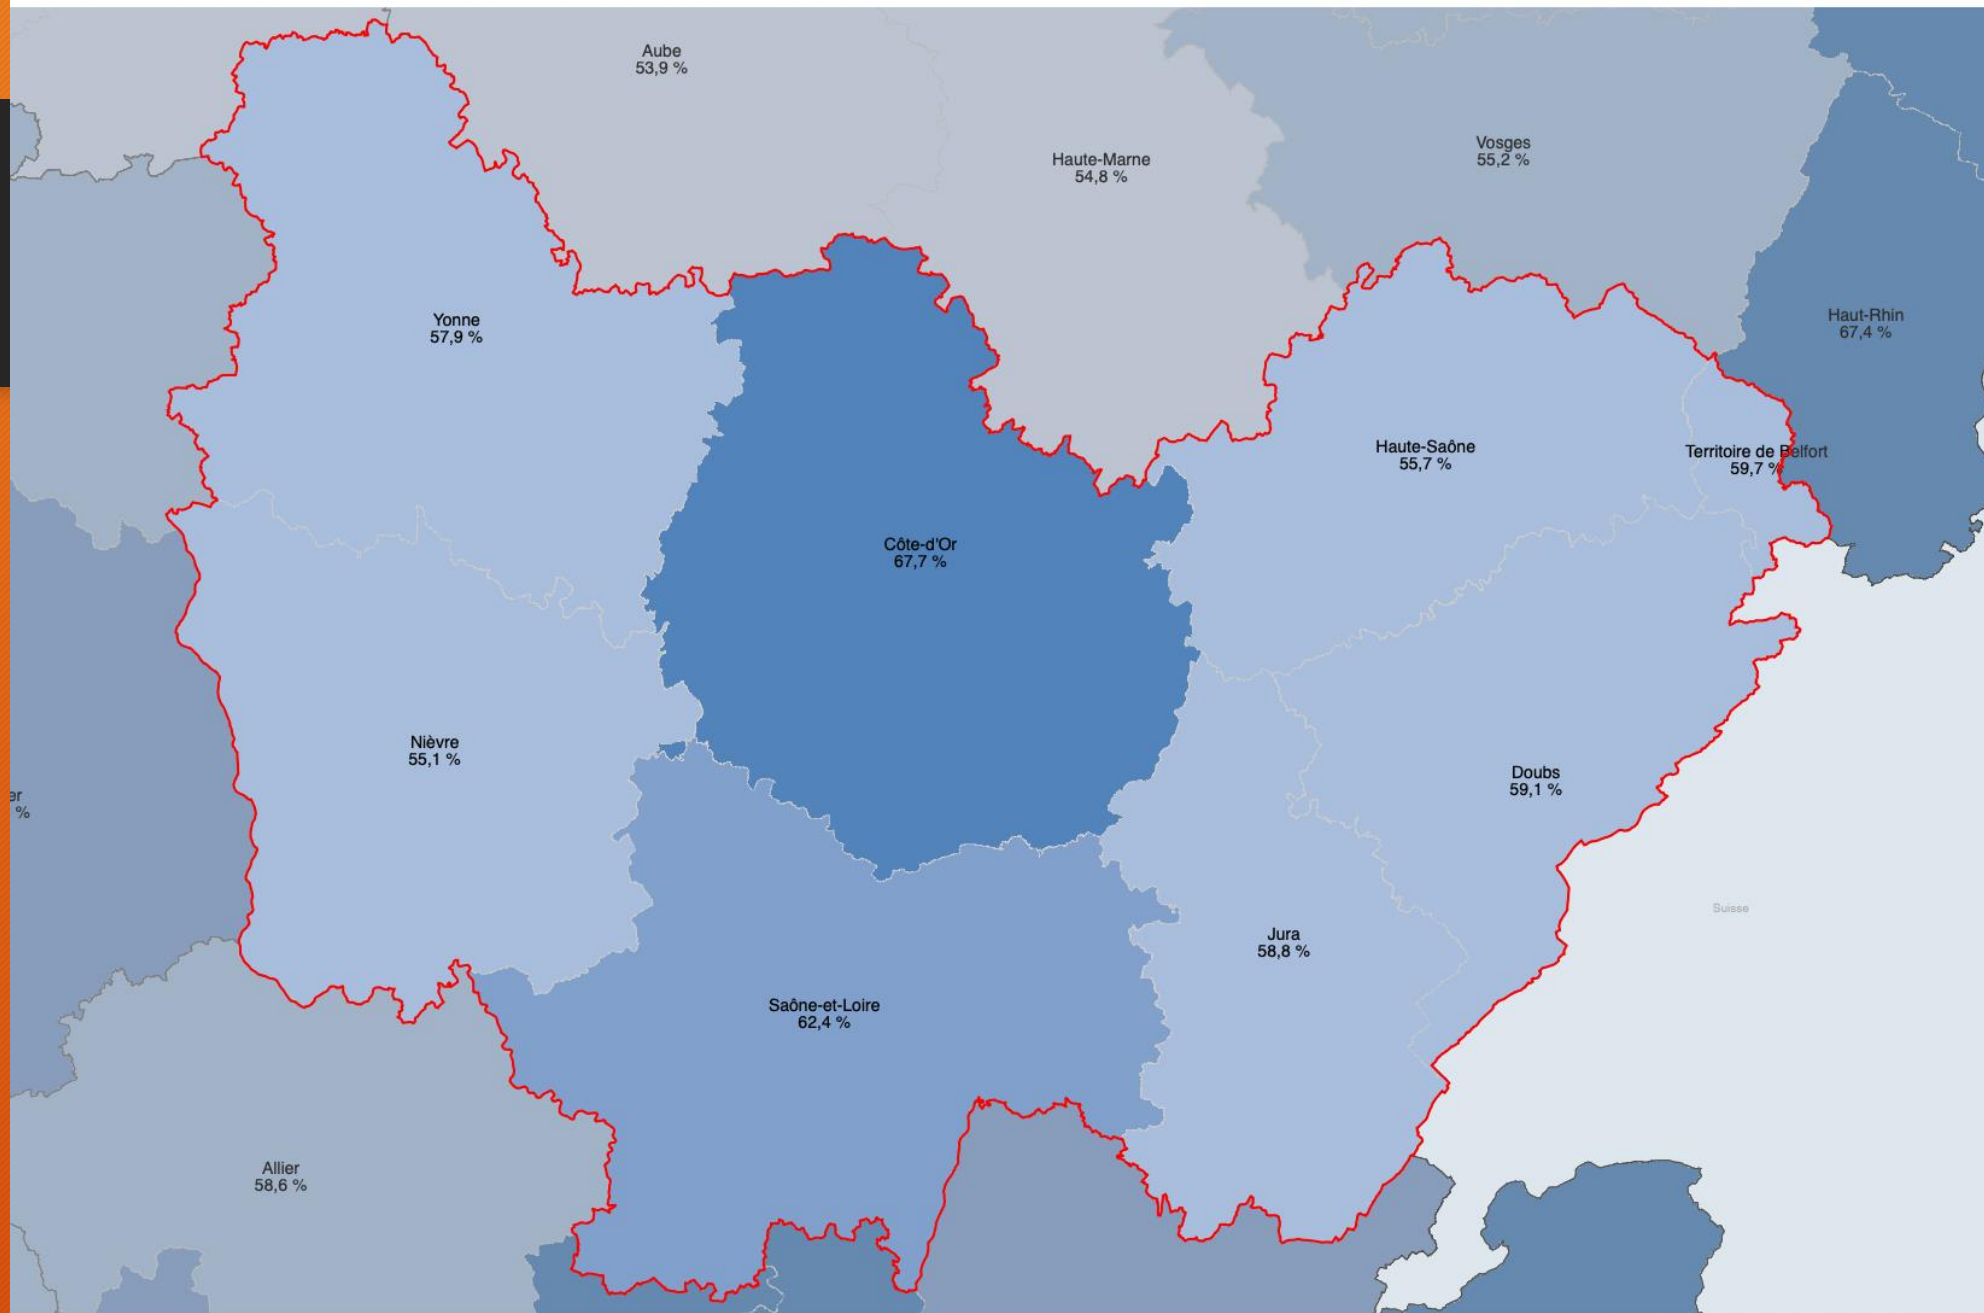 Aube
53,9 %
Haute-Marne
54,8 %
Vosges
55,2 %
Haut-Rhin
67,4 %
Yonne
57,9 %
Haute-Saône
55,7 %
Territoire de Belfort
59,7 %
Côte-d'Or
67,7 %
Nièvre
55,1 %
Doubs
59,1 %
er
%
Suisse
Jura
58,8 %
Saône-et-Loire
62,4 %
Allier
58,6 %